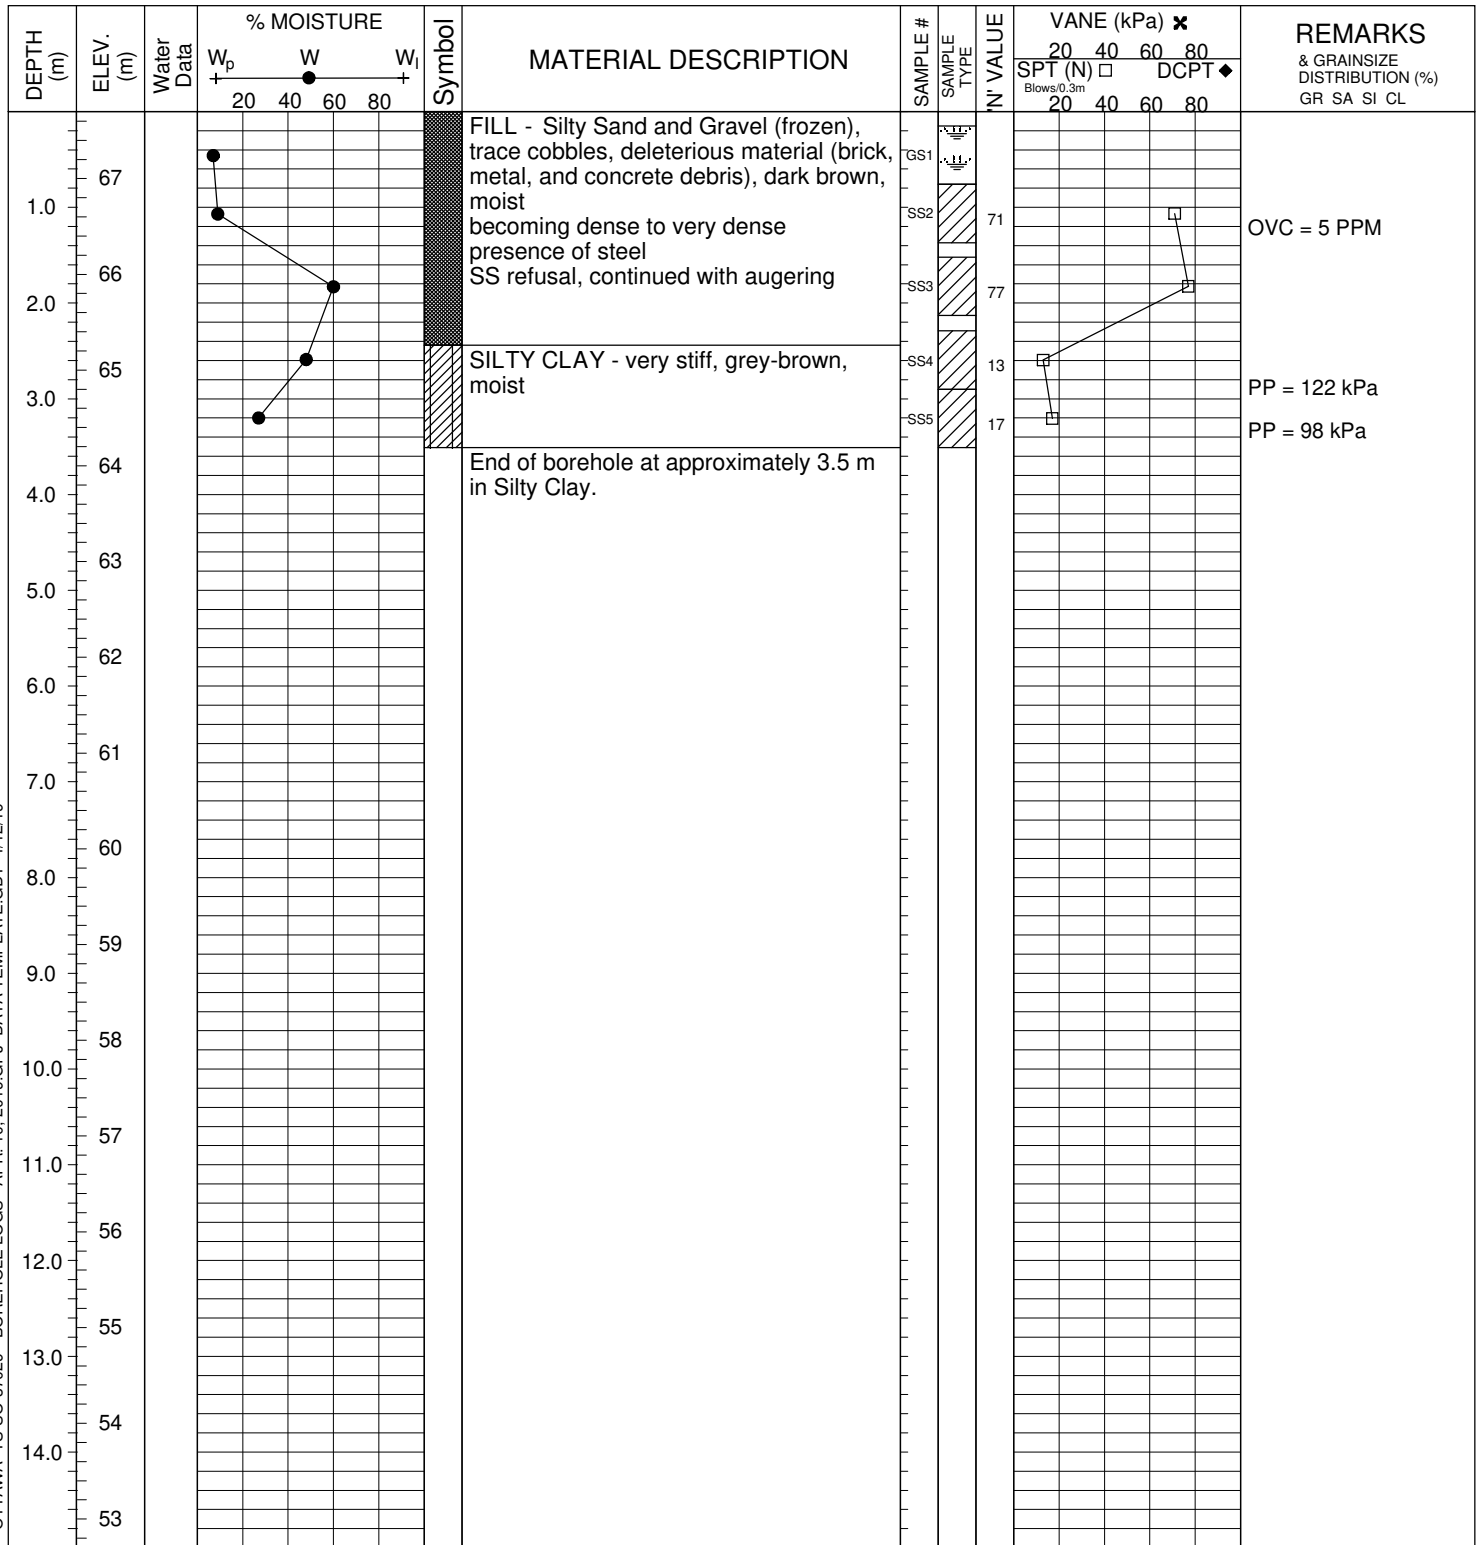 DEPTH (m)
ELEV. (m)
Water Data
% MOISTURE
Wp W Wl
20 40 60 80
Symbol
MATERIAL DESCRIPTION
SAMPLE #
SAMPLE TYPE
'N' VALUE
VANE (kPa) ✖
20 40 60 80
SPT (N) □ DCPT ◆
Blows/0.3m
20 40 60 80
REMARKS
& GRAINSIZE
DISTRIBUTION (%)
GR SA SI CL
FILL - Silty Sand and Gravel (frozen),
trace cobbles, deleterious material (brick,
metal, and concrete debris), dark brown,
moist
becoming dense to very dense
presence of steel
SS refusal, continued with augering
SILTY CLAY - very stiff, grey-brown,
moist
End of borehole at approximately 3.5 m
in Silty Clay.
GS1
SS2 71
SS3 77
SS4 13
SS5 17
OVC = 5 PPM
PP = 122 kPa
PP = 98 kPa
67
1.0
66
2.0
65
3.0
64
4.0
63
5.0
62
6.0
61
7.0
60
8.0
59
9.0
58
10.0
57
11.0
56
12.0
55
13.0
54
14.0
53